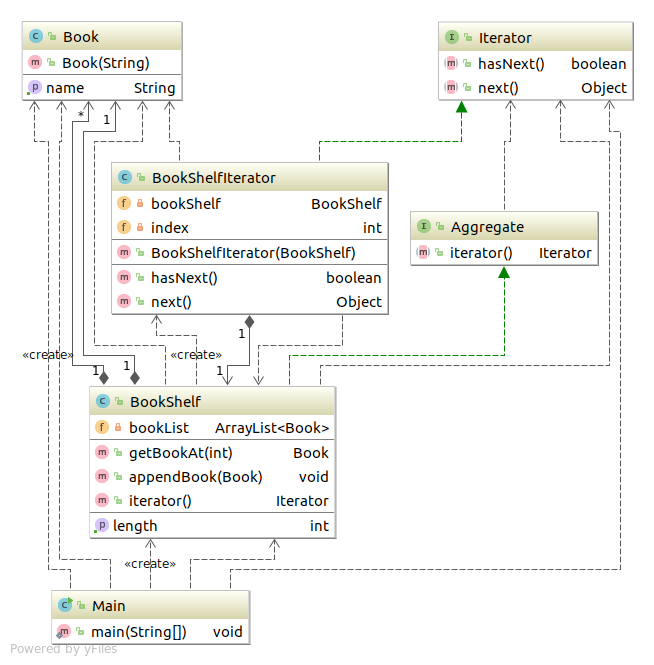 Book
Book(String)
name String
Iterator
hasNext() boolean
next() Object
*
1
BookShelfIterator
bookShelf BookShelf
index int
BookShelfIterator(BookShelf)
hasNext() boolean
next() Object
Aggregate
iterator() Iterator
1
«create»
«create»
1
1
1
BookShelf
bookList ArrayList<Book>
getBookAt(int) Book
appendBook(Book) void
iterator() Iterator
length int
«create»
Main
main(String[]) void
Powered by yFiles